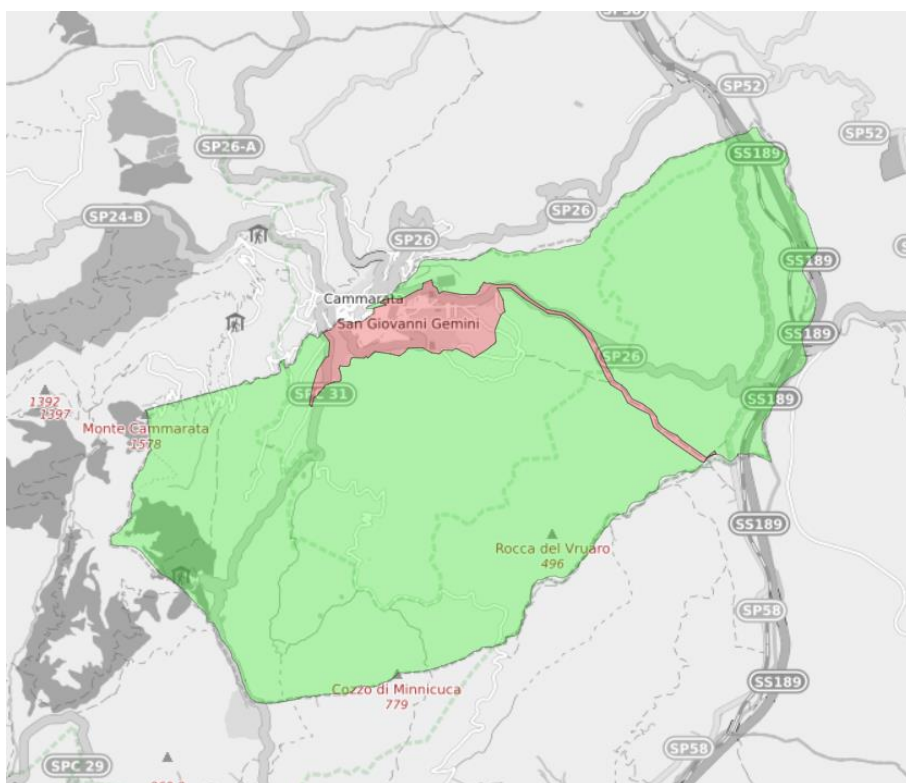 SP52
SS189
SP52
SP26-A
SP24-B
SP26
SP26
SS189
Cammarata
San Giovanni Gemini
SS189
SP26
SPC 31
SS189
1392
1397
Monte Cammarata
1578
SS189
Rocca del Vruaro
496
SP58
Cozzo di Minnicuca
779
SS189
SP58
SPC 29